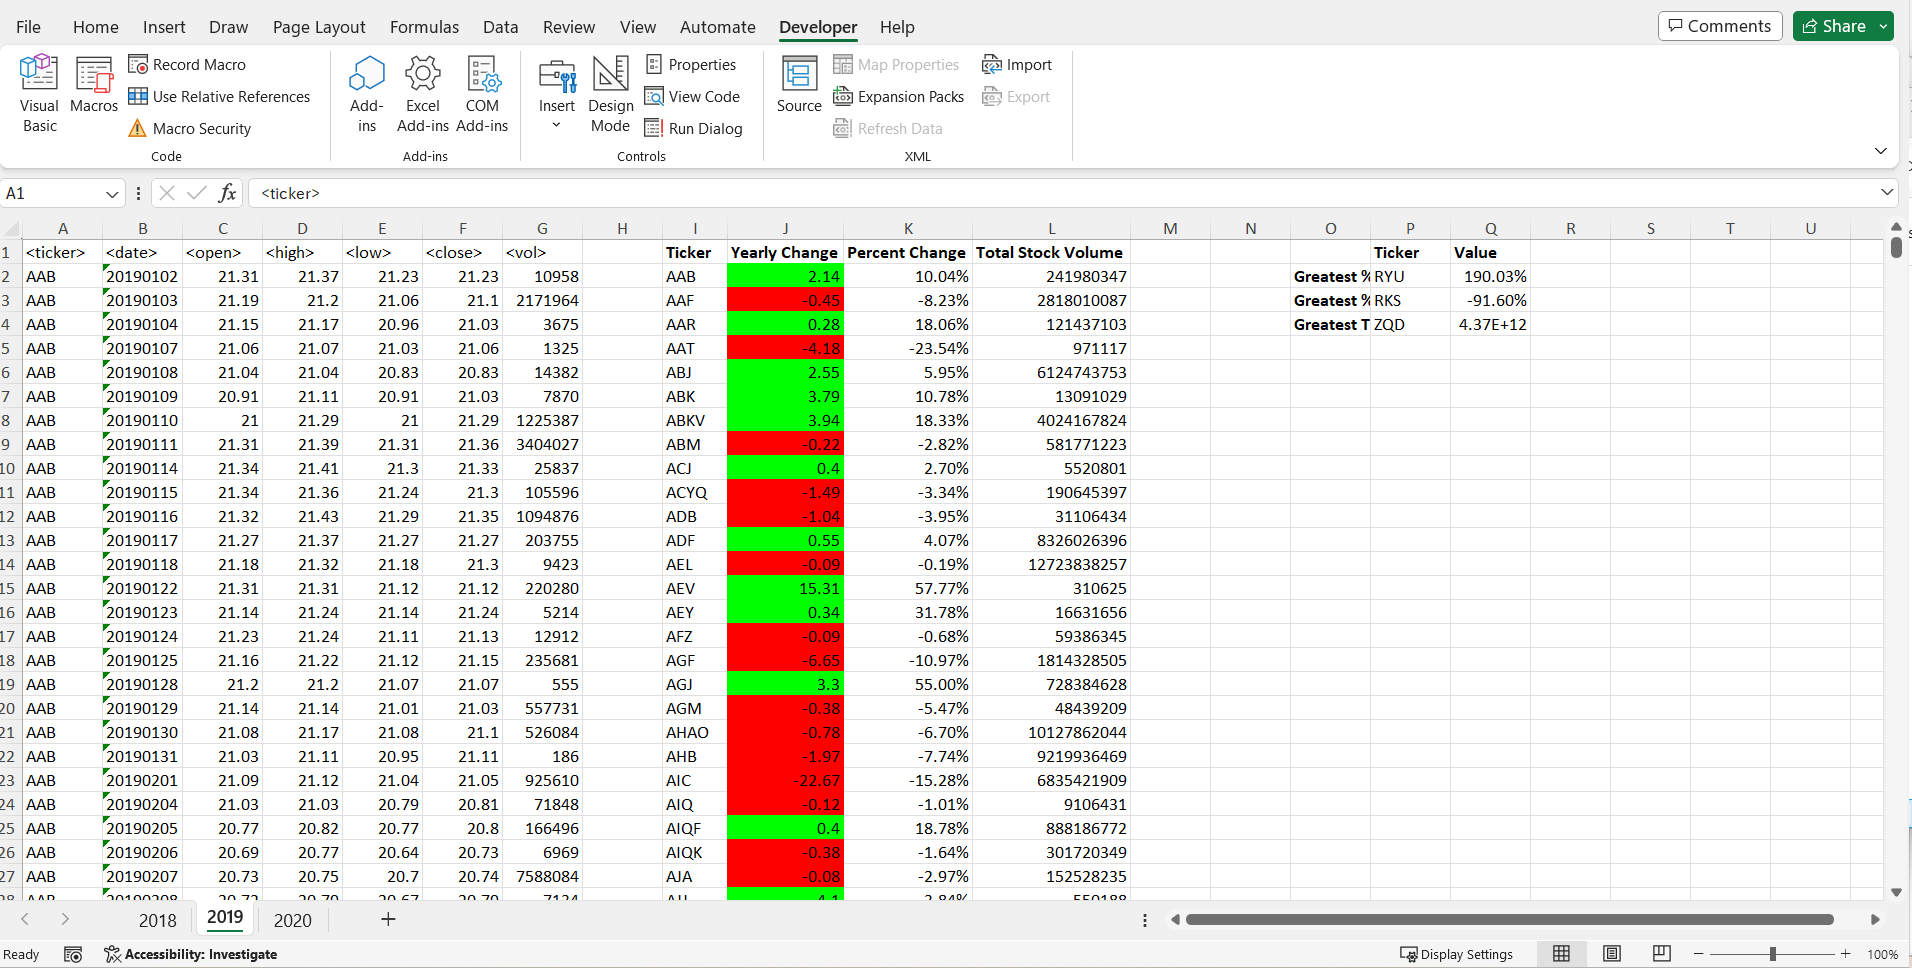 File Home Insert Draw Page Layout Formulas Data Review View Automate Developer Help Comments Share
Visual Basic Macros Record Macro Use Relative References Macro Security Code
Add-ins Excel Add-ins COM Add-ins Add-ins
Insert Design Mode Properties View Code Run Dialog Controls
Source Map Properties Expansion Packs Refresh Data Import Export XML
A1 fx <ticker>
A B C D E F G H I J K L M N O P Q R S T U
1 <ticker> <date> <open> <high> <low> <close> <vol> Ticker Yearly Change Percent Change Total Stock Volume Ticker Value
2 AAB 20190102 21.31 21.37 21.23 21.23 10958 AAB 2.14 10.04% 241980347 Greatest % RYU 190.03%
3 AAB 20190103 21.19 21.2 21.06 21.1 2171964 AAF -0.45 -8.23% 2818010087 Greatest % RKS -91.60%
4 AAB 20190104 21.15 21.17 20.96 21.03 3675 AAR 0.28 18.06% 121437103 Greatest T ZQD 4.37E+12
5 AAB 20190107 21.06 21.07 21.03 21.06 1325 AAT -4.18 -23.54% 971117
6 AAB 20190108 21.04 21.04 20.83 20.83 14382 ABJ 2.55 5.95% 6124743753
7 AAB 20190109 20.91 21.11 20.91 21.03 7870 ABK 3.79 10.78% 13091029
8 AAB 20190110 21 21.29 21 21.29 1225387 ABKV 3.94 18.33% 4024167824
9 AAB 20190111 21.31 21.39 21.31 21.36 3404027 ABM -0.22 -2.82% 581771223
10 AAB 20190114 21.34 21.41 21.3 21.33 25837 ACJ 0.4 2.70% 5520801
11 AAB 20190115 21.34 21.36 21.24 21.3 105596 ACYQ -1.49 -3.34% 190645397
12 AAB 20190116 21.32 21.43 21.29 21.35 1094876 ADB -1.04 -3.95% 31106434
13 AAB 20190117 21.27 21.37 21.27 21.27 203755 ADF 0.55 4.07% 8326026396
14 AAB 20190118 21.18 21.32 21.18 21.3 9423 AEL -0.09 -0.19% 12723838257
15 AAB 20190122 21.31 21.31 21.12 21.12 220280 AEV 15.31 57.77% 310625
16 AAB 20190123 21.14 21.24 21.14 21.24 5214 AEY 0.34 31.78% 16631656
17 AAB 20190124 21.23 21.24 21.11 21.13 12912 AFZ -0.09 -0.68% 59386345
18 AAB 20190125 21.16 21.22 21.12 21.15 235681 AGF -6.65 -10.97% 1814328505
19 AAB 20190128 21.2 21.2 21.07 21.07 555 AGJ 3.3 55.00% 728384628
20 AAB 20190129 21.14 21.14 21.01 21.03 557731 AGM -0.38 -5.47% 48439209
21 AAB 20190130 21.08 21.17 21.08 21.1 526084 AHAO -0.78 -6.70% 10127862044
22 AAB 20190131 21.03 21.11 20.95 21.11 186 AHB -1.97 -7.74% 9219936469
23 AAB 20190201 21.09 21.12 21.04 21.05 925610 AIC -22.67 -15.28% 6835421909
24 AAB 20190204 21.03 21.03 20.79 20.81 71848 AIQ -0.12 -1.01% 9106431
25 AAB 20190205 20.77 20.82 20.77 20.8 166496 AIQF 0.4 18.78% 888186772
26 AAB 20190206 20.69 20.77 20.64 20.73 6969 AIQK -0.38 -1.64% 301720349
27 AAB 20190207 20.73 20.75 20.7 20.74 7588084 AJA -0.08 -2.97% 152528235
2018 2019 2020
Ready Accessibility: Investigate Display Settings 100%